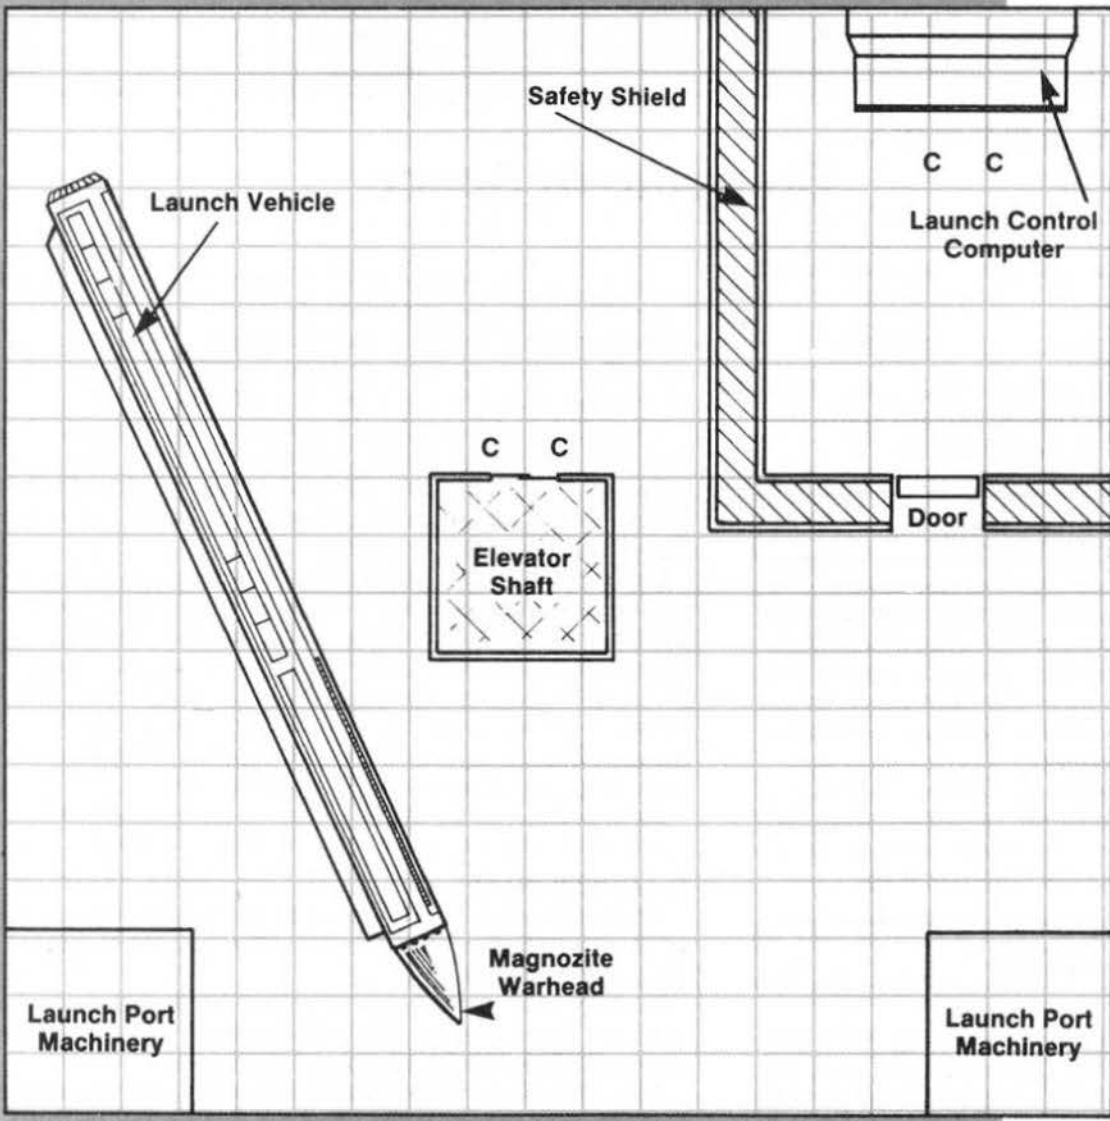 Safety Shield
C C
Launch Vehicle
Launch Control
Computer
C C
Door
Elevator
Shaft
Magnozite
Warhead
Launch Port
Machinery
Launch Port
Machinery